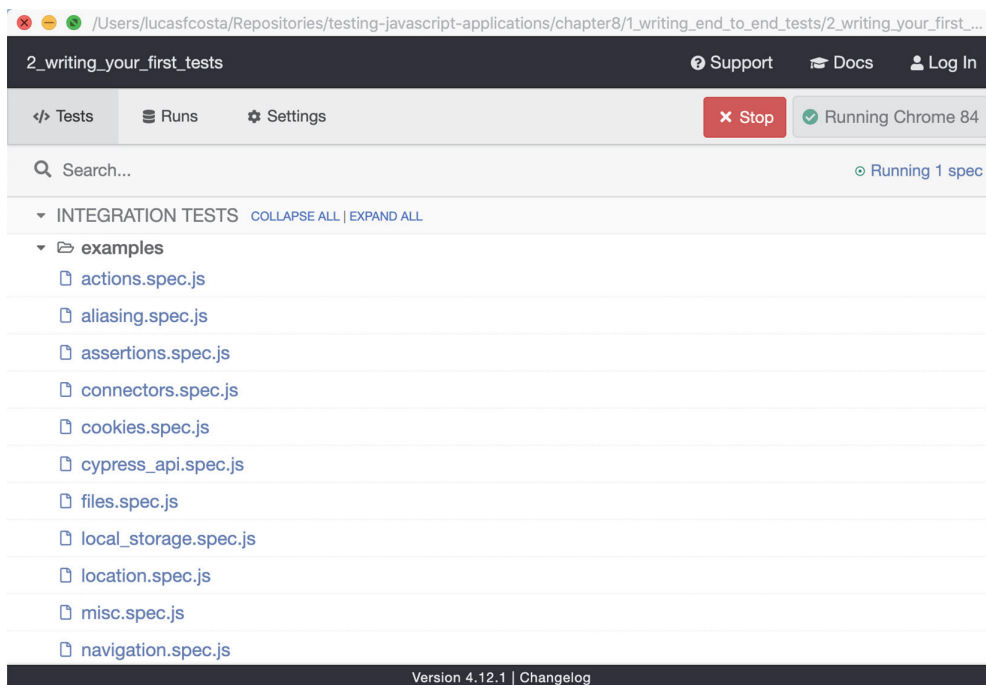 /Users/lucasfcosta/Repositories/testing-javascript-applications/chapter8/1_writing_end_to_end_tests/2_writing_your_first_...
2_writing_your_first_tests Support Docs Log In
</> Tests Runs Settings Stop Running Chrome 84
Search... Running 1 spec
INTEGRATION TESTS COLLAPSE ALL | EXPAND ALL
examples
actions.spec.js
aliasing.spec.js
assertions.spec.js
connectors.spec.js
cookies.spec.js
cypress_api.spec.js
files.spec.js
local_storage.spec.js
location.spec.js
misc.spec.js
navigation.spec.js
Version 4.12.1 | Changelog